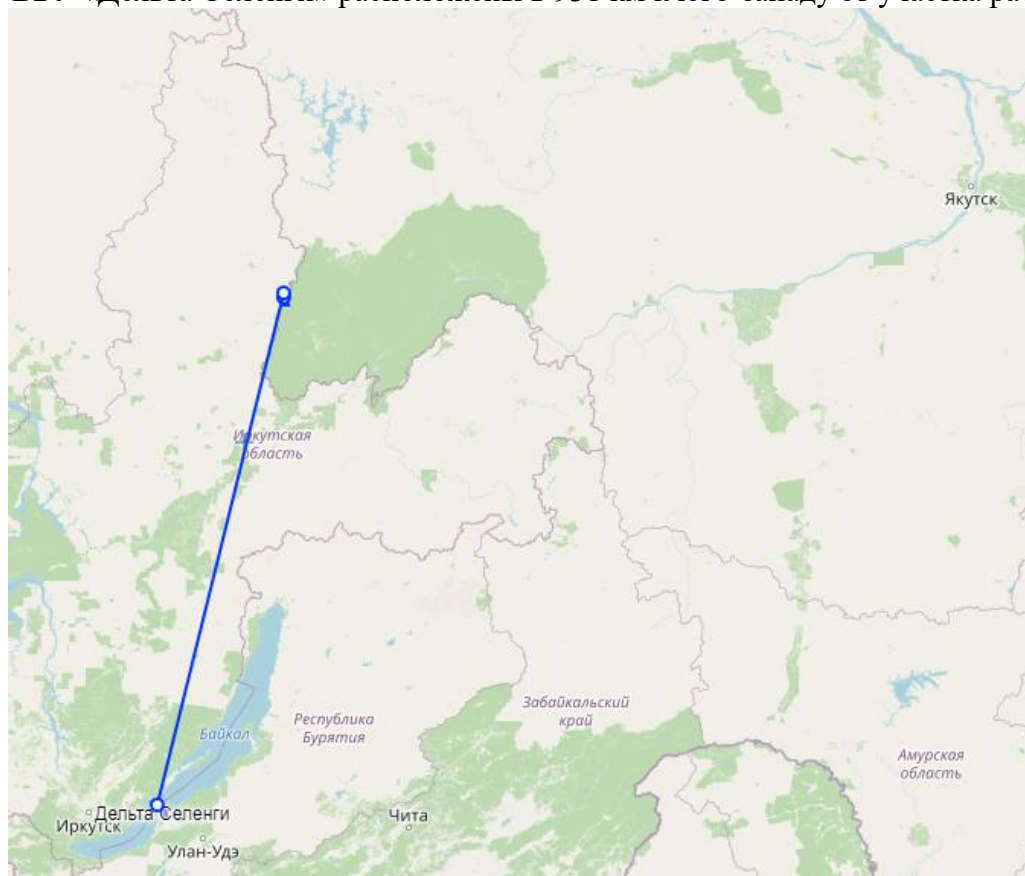 Якутск
Иркутская
область
Забайкальский
край
Республика
Бурятия
Байкал
Амурская
область
Дельта Селенги
Чита
Иркутск
Улан-Удэ